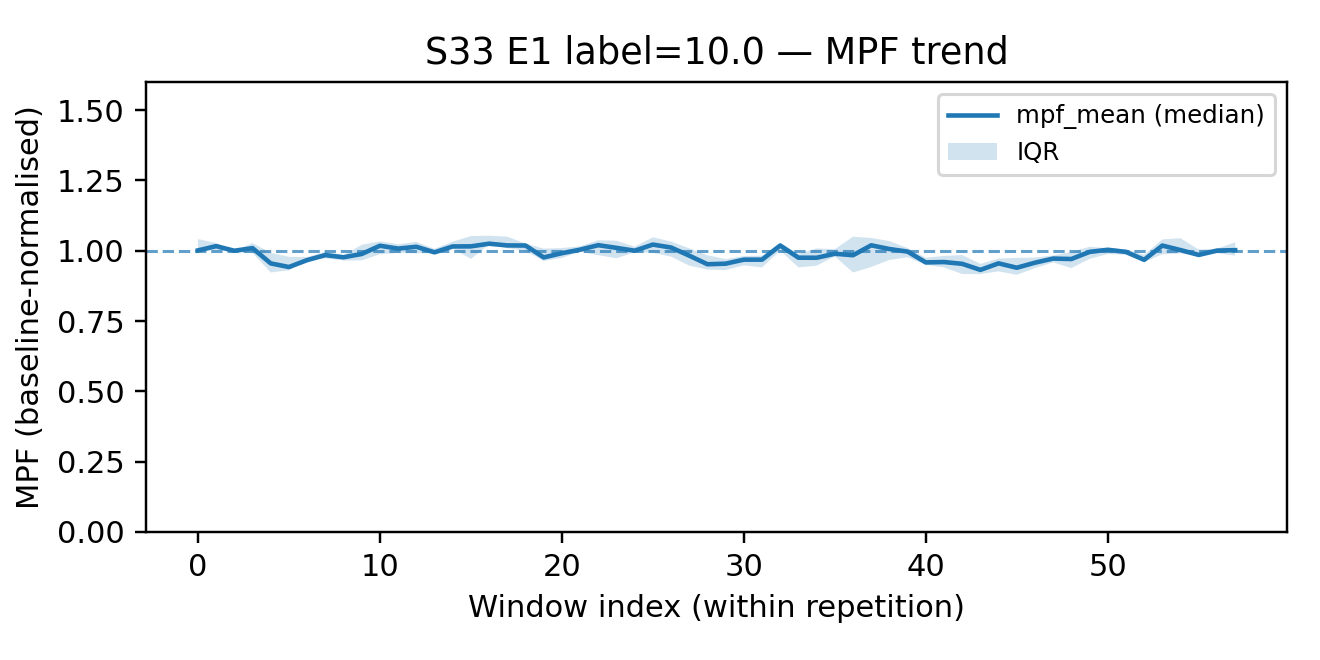 S33 E1 label=10.0 — MPF trend
MPF (baseline-normalised)
1.50
1.25
1.00
0.75
0.50
0.25
0.00
mpf_mean (median)
IQR
0 10 20 30 40 50
Window index (within repetition)